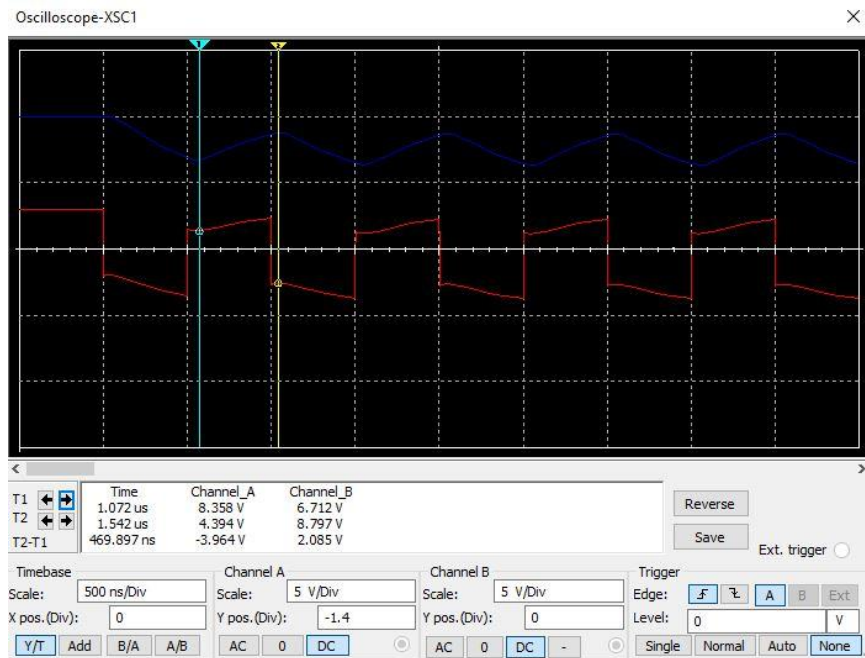 Oscilloscope-XSC1
1
2
T1
T2
T2-T1
Time Channel_A Channel_B
1.072 us 8.358 V 6.712 V
1.542 us 4.394 V 8.797 V
469.897 ns -3.964 V 2.085 V
Reverse
Save
Ext. trigger
Timebase
Scale: 500 ns/Div
X pos.(Div): 0
Y/T Add B/A A/B
Channel A
Scale: 5 V/Div
Y pos.(Div): -1.4
AC 0 DC
Channel B
Scale: 5 V/Div
Y pos.(Div): 0
AC 0 DC -
Trigger
Edge: A B Ext
Level: 0 V
Single Normal Auto None